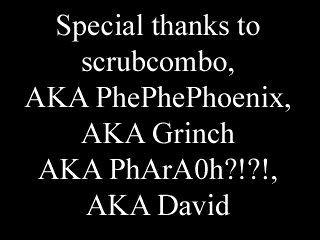 Special thanks to
scrubcombo,
AKA PhePhePhoenix,
AKA Grinch
AKA PhArA0h?!?!,
AKA David